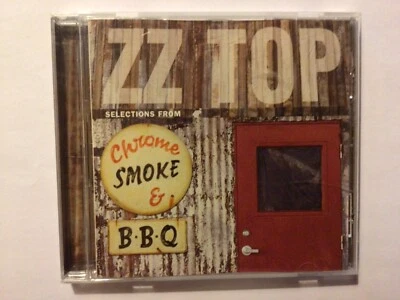 ZZ TOP
SELECTIONS FROM
Chrome
SMOKE
&
B·B·Q